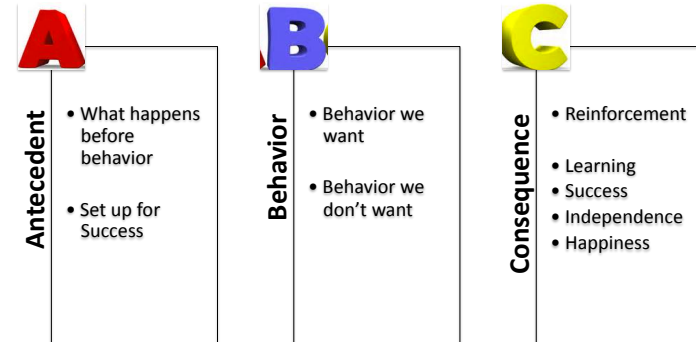 A
Antecedent
• What happens
before
behavior
• Set up for
Success
B
Behavior
• Behavior we
want
• Behavior we
don't want
C
Consequence
• Reinforcement
• Learning
• Success
• Independence
• Happiness